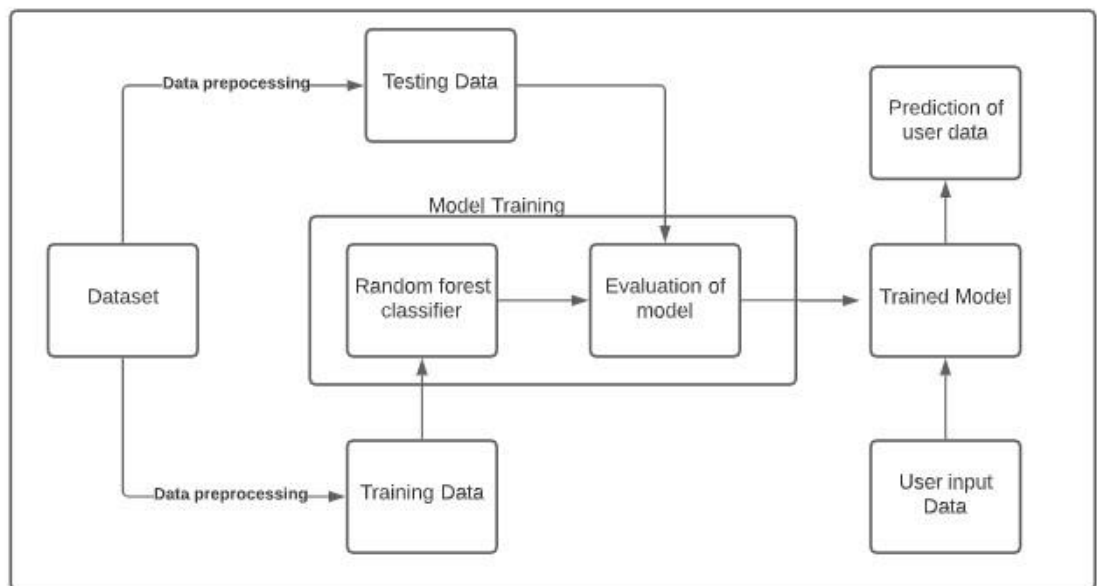 Data prepocessing
Testing Data
Prediction of
user data
Model Training
Dataset
Random forest
classifier
Evaluation of
model
Trained Model
Data preprocessing
Training Data
User input
Data